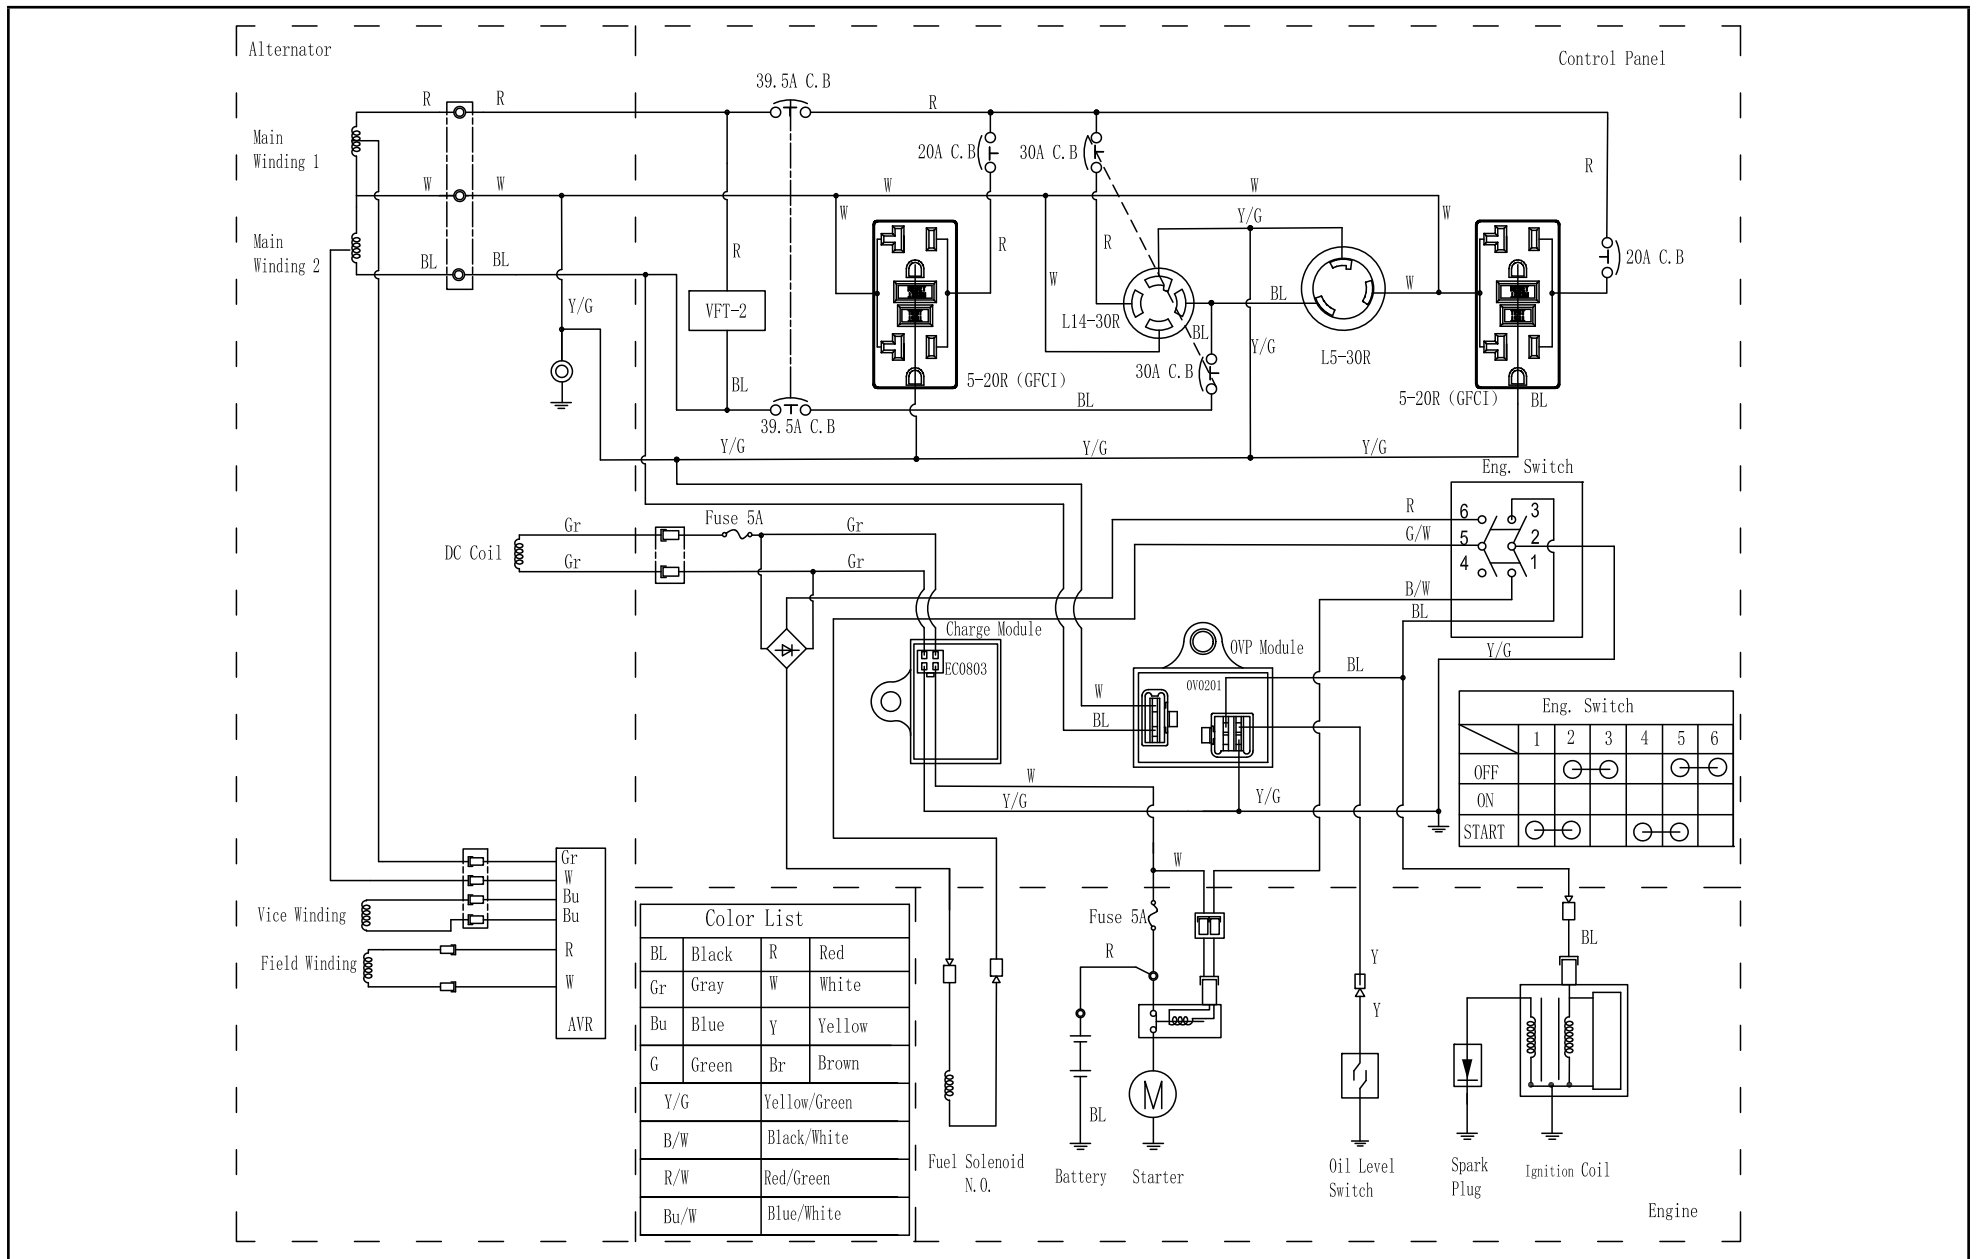 Alternator
Control Panel
39.5A C.B
R
R
R
Main
Winding 1
20A C.B
30A C.B
R
W
W
W
W
W
W
Y/G
Main
Winding 2
BL
BL
R
R
R
20A C.B
Y/G
VFT-2
W
BL
W
L14-30R
BL
Y/G
L5-30R
BL
30A C.B
5-20R (GFCI)
BL
5-20R (GFCI)
BL
39.5A C.B
Y/G
Y/G
Y/G
Eng. Switch
DC Coil
Gr
Gr
Fuse 5A
Gr
Gr
R
G/W
B/W
BL
6
5
4
3
2
1
Charge Module
EC0803
OVP Module
OV0201
BL
Y/G
W
BL
W
Y/G
Y/G
Eng. Switch
1 2 3 4 5 6
OFF
ON
START
Vice Winding
Field Winding
Gr
W
Bu
Bu
R
W
AVR
Color List
BL Black R Red
Gr Gray W White
Bu Blue Y Yellow
G Green Br Brown
Y/G Yellow/Green
B/W Black/White
R/W Red/Green
Bu/W Blue/White
W
Fuse 5A
R
BL
M
Y
Y
BL
Fuel Solenoid
N.O.
Battery
Starter
Oil Level
Switch
Spark
Plug
Ignition Coil
Engine